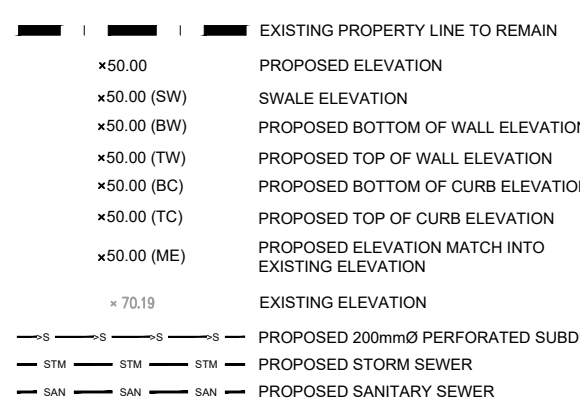 EXISTING PROPERTY LINE TO REMAIN
×50.00 PROPOSED ELEVATION
×50.00 (SW) SWALE ELEVATION
×50.00 (BW) PROPOSED BOTTOM OF WALL ELEVATION
×50.00 (TW) PROPOSED TOP OF WALL ELEVATION
×50.00 (BC) PROPOSED BOTTOM OF CURB ELEVATION
×50.00 (TC) PROPOSED TOP OF CURB ELEVATION
×50.00 (ME) PROPOSED ELEVATION MATCH INTO
EXISTING ELEVATION
× 70.19 EXISTING ELEVATION
>S >S >S >S PROPOSED 200mmØ PERFORATED SUBD
STM STM STM PROPOSED STORM SEWER
SAN SAN SAN PROPOSED SANITARY SEWER